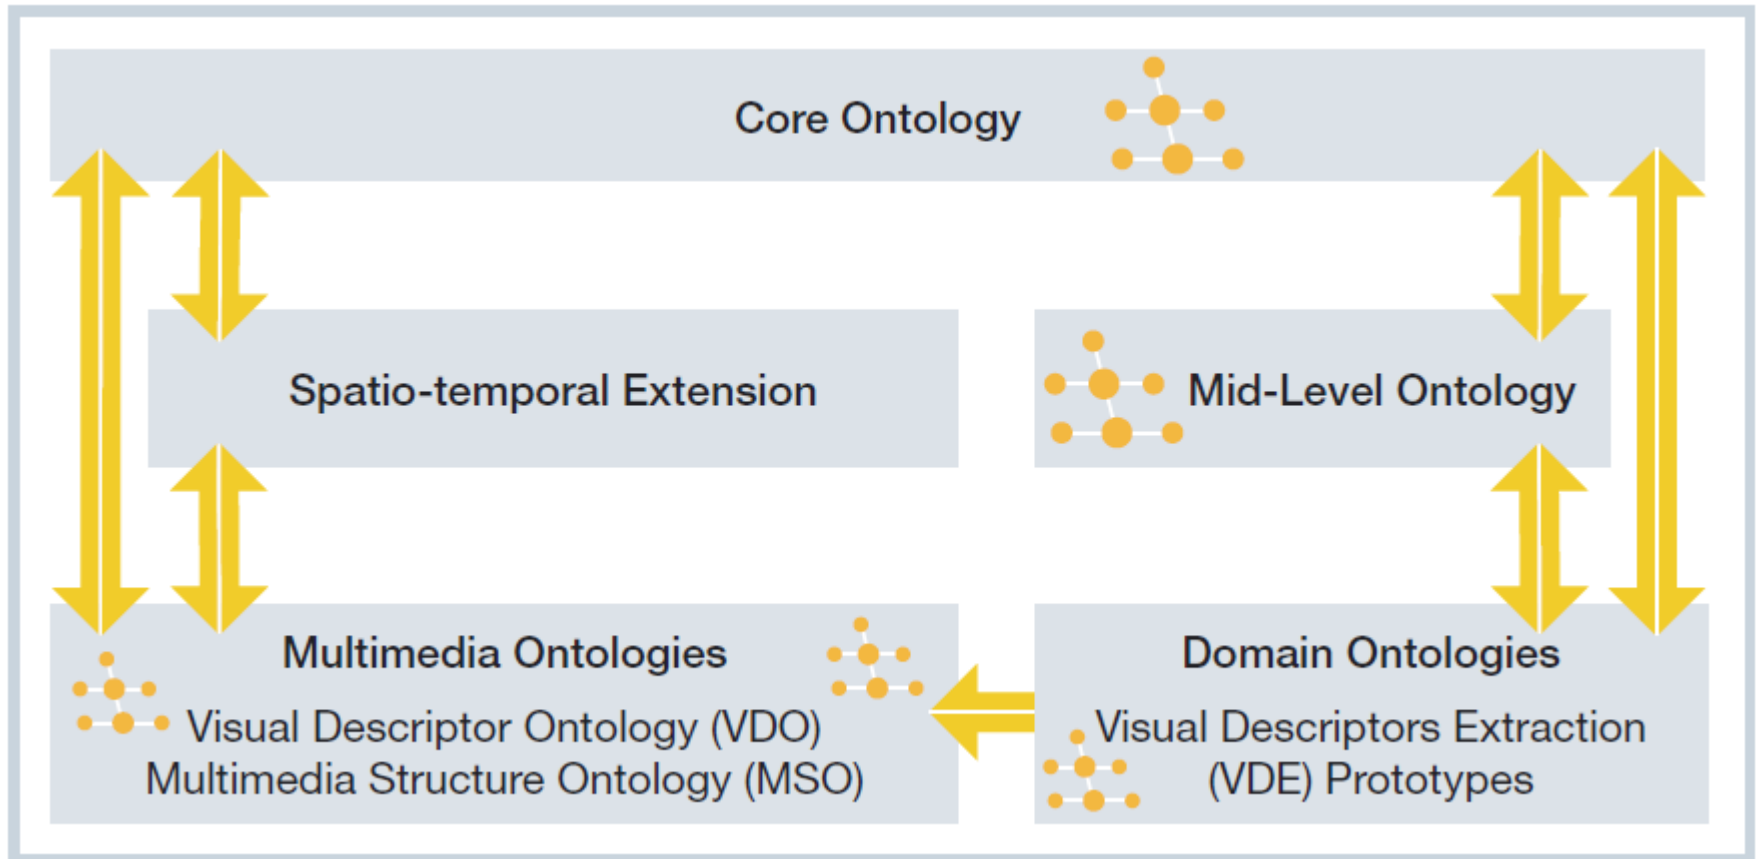 Core Ontology
Spatio-temporal Extension
Mid-Level Ontology
Multimedia Ontologies
Visual Descriptor Ontology (VDO)
Multimedia Structure Ontology (MSO)
Domain Ontologies
Visual Descriptors Extraction
(VDE) Prototypes